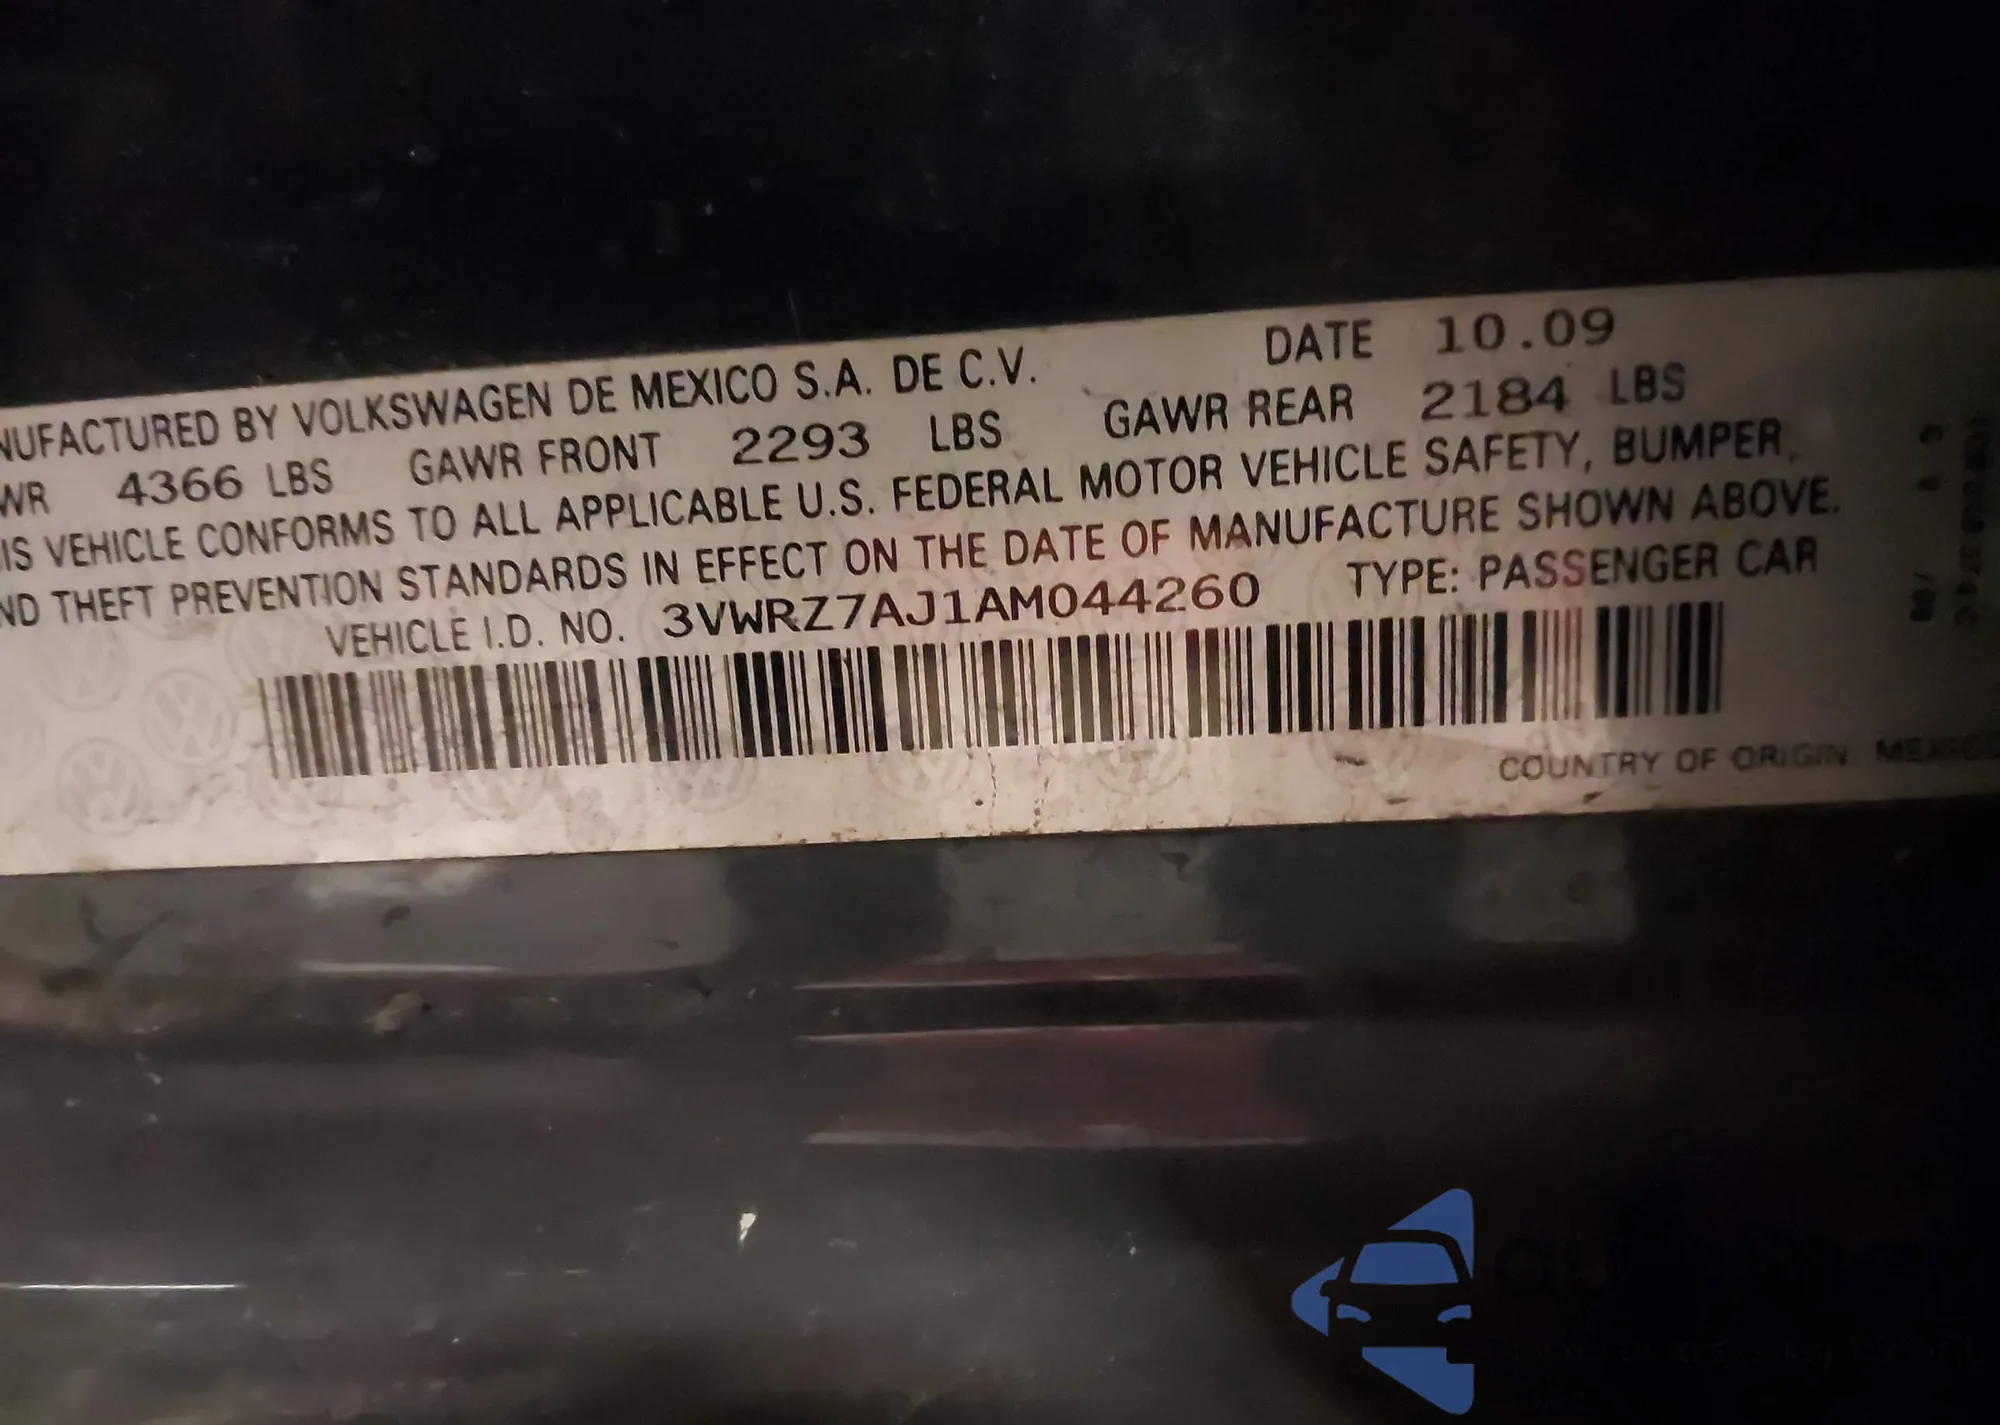 NUFACTURED BY VOLKSWAGEN DE MEXICO S.A. DE C.V. DATE 10.09
WR 4366 LBS GAWR FRONT 2293 LBS GAWR REAR 2184 LBS
IS VEHICLE CONFORMS TO ALL APPLICABLE U.S. FEDERAL MOTOR VEHICLE SAFETY, BUMPER,
ND THEFT PREVENTION STANDARDS IN EFFECT ON THE DATE OF MANUFACTURE SHOWN ABOVE.
VEHICLE I.D. NO. 3VWRZ7AJ1AM044260 TYPE: PASSENGER CAR
COUNTRY OF ORIGIN MEXICO